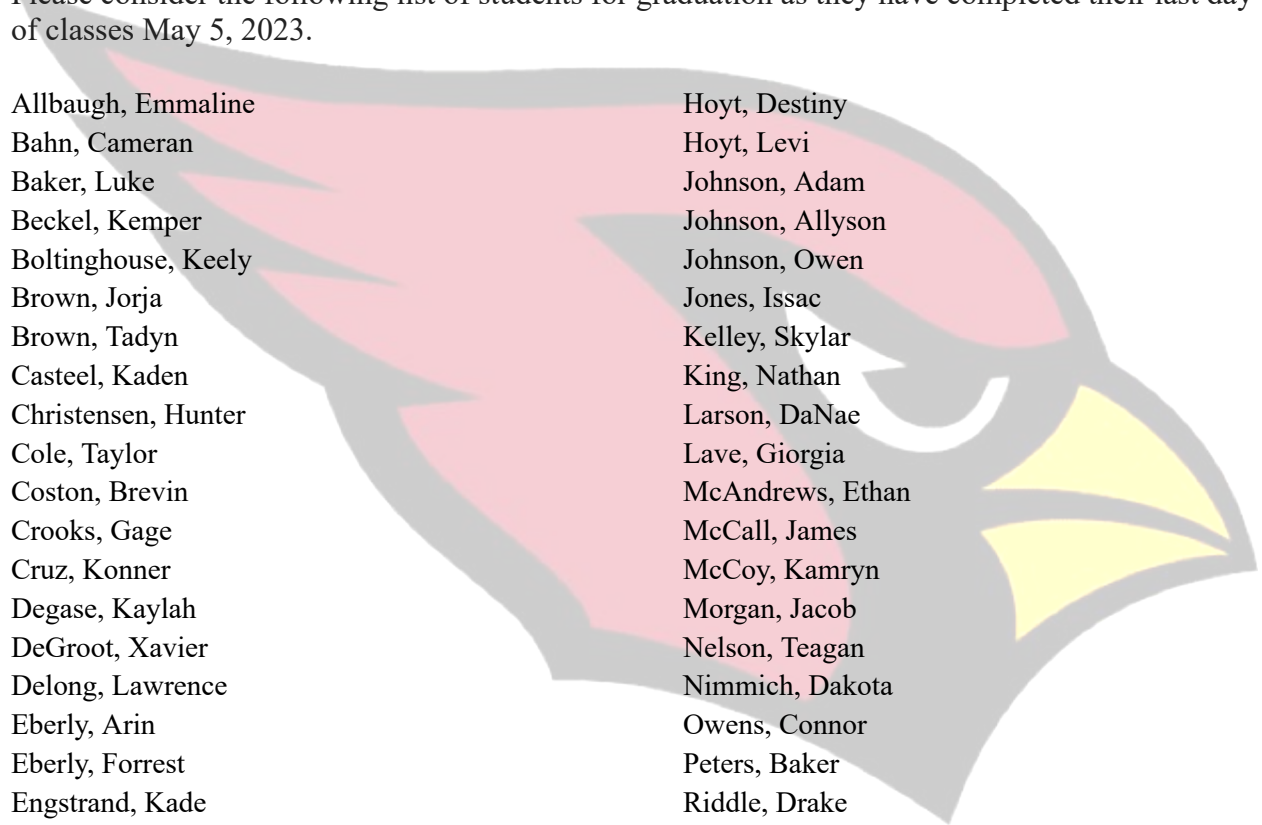 Please consider the following list of students for graduation as they have completed their last day
of classes May 5, 2023.
Allbaugh, Emmaline
Bahn, Cameran
Baker, Luke
Beckel, Kemper
Boltinghouse, Keely
Brown, Jorja
Brown, Tadyn
Casteel, Kaden
Christensen, Hunter
Cole, Taylor
Coston, Brevin
Crooks, Gage
Cruz, Konner
Degase, Kaylah
DeGroot, Xavier
Delong, Lawrence
Eberly, Arin
Eberly, Forrest
Engstrand, Kade
Hoyt, Destiny
Hoyt, Levi
Johnson, Adam
Johnson, Allyson
Johnson, Owen
Jones, Issac
Kelley, Skylar
King, Nathan
Larson, DaNae
Lave, Giorgia
McAndrews, Ethan
McCall, James
McCoy, Kamryn
Morgan, Jacob
Nelson, Teagan
Nimmich, Dakota
Owens, Connor
Peters, Baker
Riddle, Drake